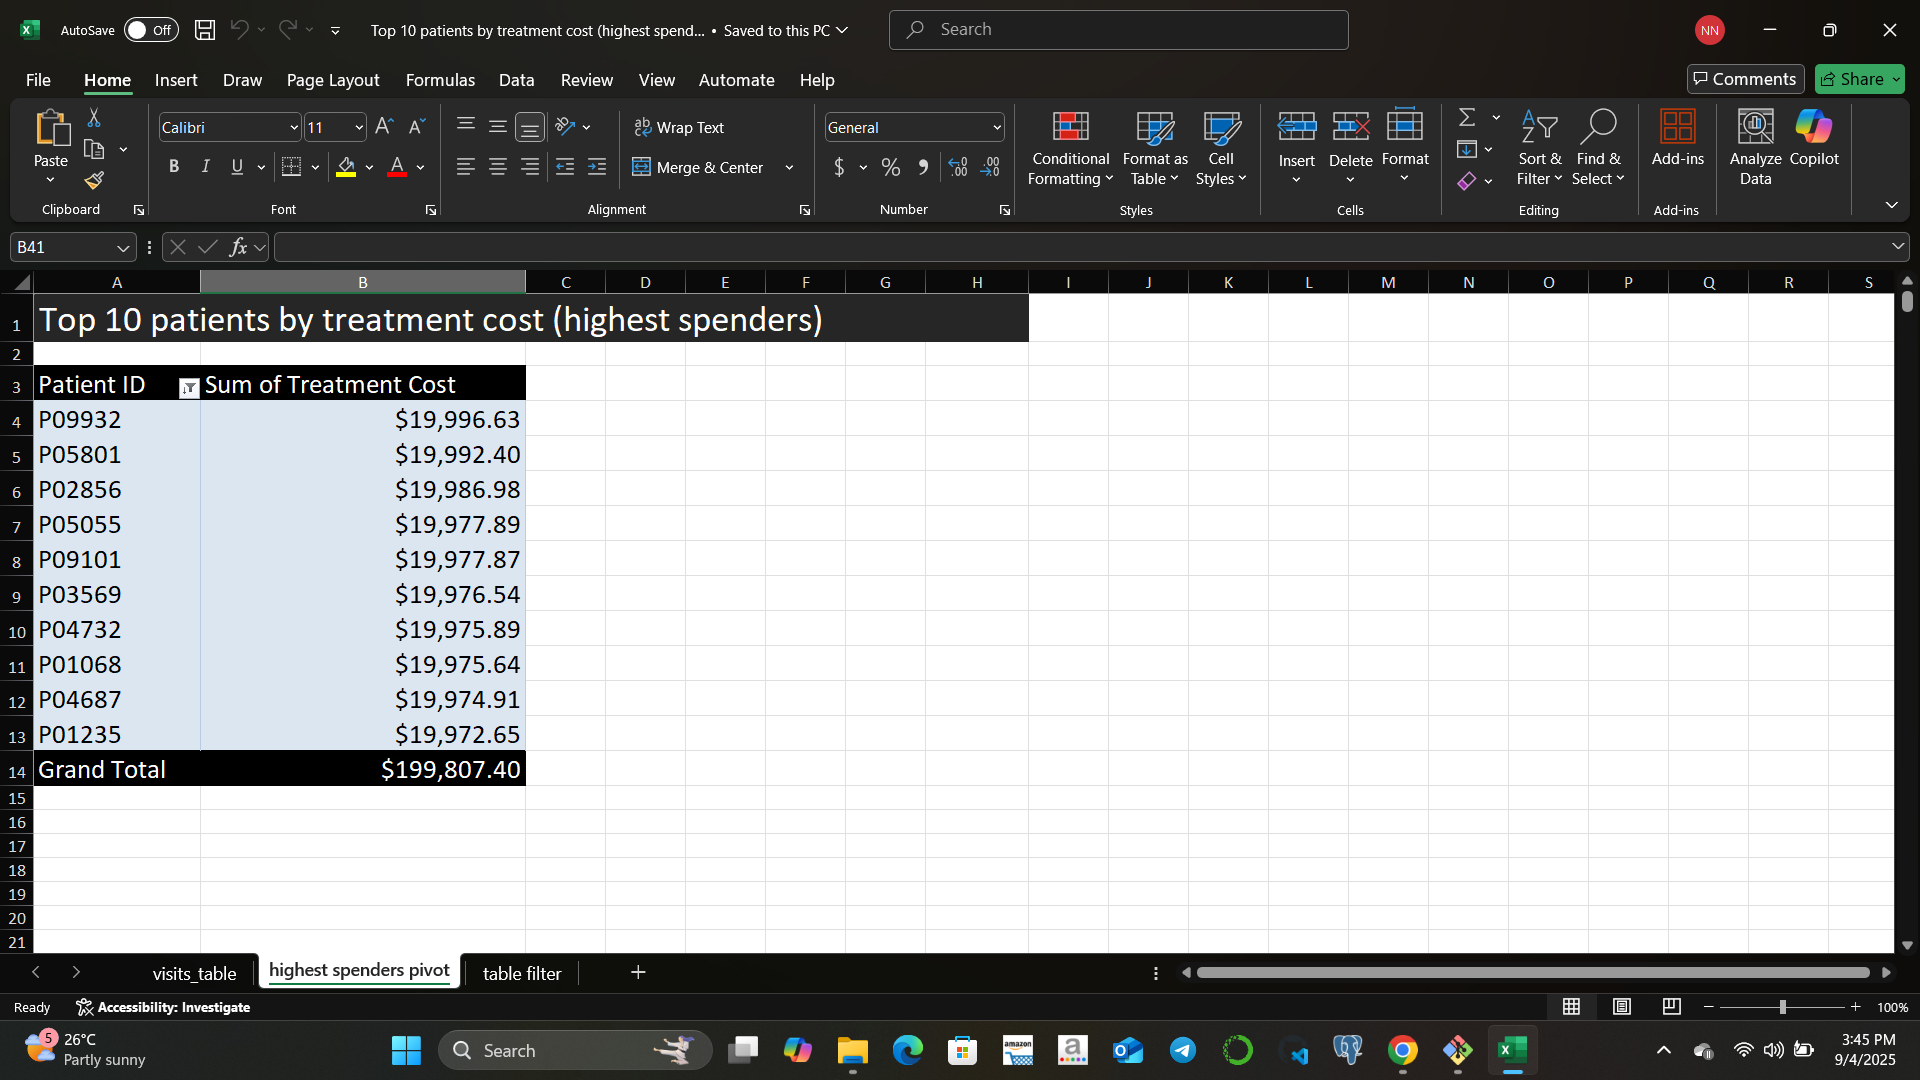 AutoSave Off Top 10 patients by treatment cost (highest spend... • Saved to this PC Search NN
File Home Insert Draw Page Layout Formulas Data Review View Automate Help Comments Share
Paste
Clipboard
Calibri 11
B I U
Font
Wrap Text
Merge & Center
Alignment
General
$ %
Number
Conditional Formatting
Format as Table
Cell Styles
Styles
Insert Delete Format
Cells
Sort & Filter
Find & Select
Editing
Add-ins
Add-ins
Analyze Data
Copilot
B41 fx
A B C D E F G H I J K L M N O P Q R S
1 Top 10 patients by treatment cost (highest spenders)
2
3 Patient ID Sum of Treatment Cost
4 P09932 $19,996.63
5 P05801 $19,992.40
6 P02856 $19,986.98
7 P05055 $19,977.89
8 P09101 $19,977.87
9 P03569 $19,976.54
10 P04732 $19,975.89
11 P01068 $19,975.64
12 P04687 $19,974.91
13 P01235 $19,972.65
14 Grand Total $199,807.40
15
16
17
18
19
20
21
visits_table highest spenders pivot table filter
Ready Accessibility: Investigate 100%
5 26°C
Partly sunny
Search
amazon
3:45 PM
9/4/2025